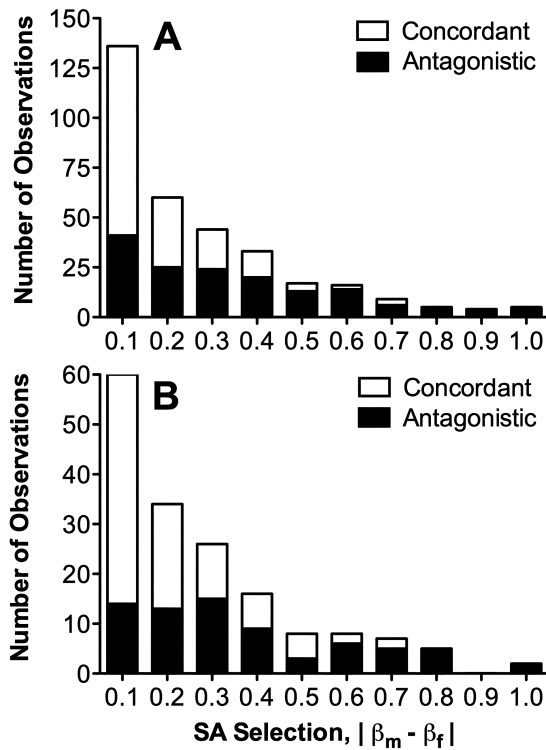 A
Concordant
Antagonistic
Number of Observations
150
125
100
75
50
25
0
0.1 0.2 0.3 0.4 0.5 0.6 0.7 0.8 0.9 1.0
B
Concordant
Antagonistic
Number of Observations
60
50
40
30
20
10
0
0.1 0.2 0.3 0.4 0.5 0.6 0.7 0.8 0.9 1.0
SA Selection, | βm - βf |